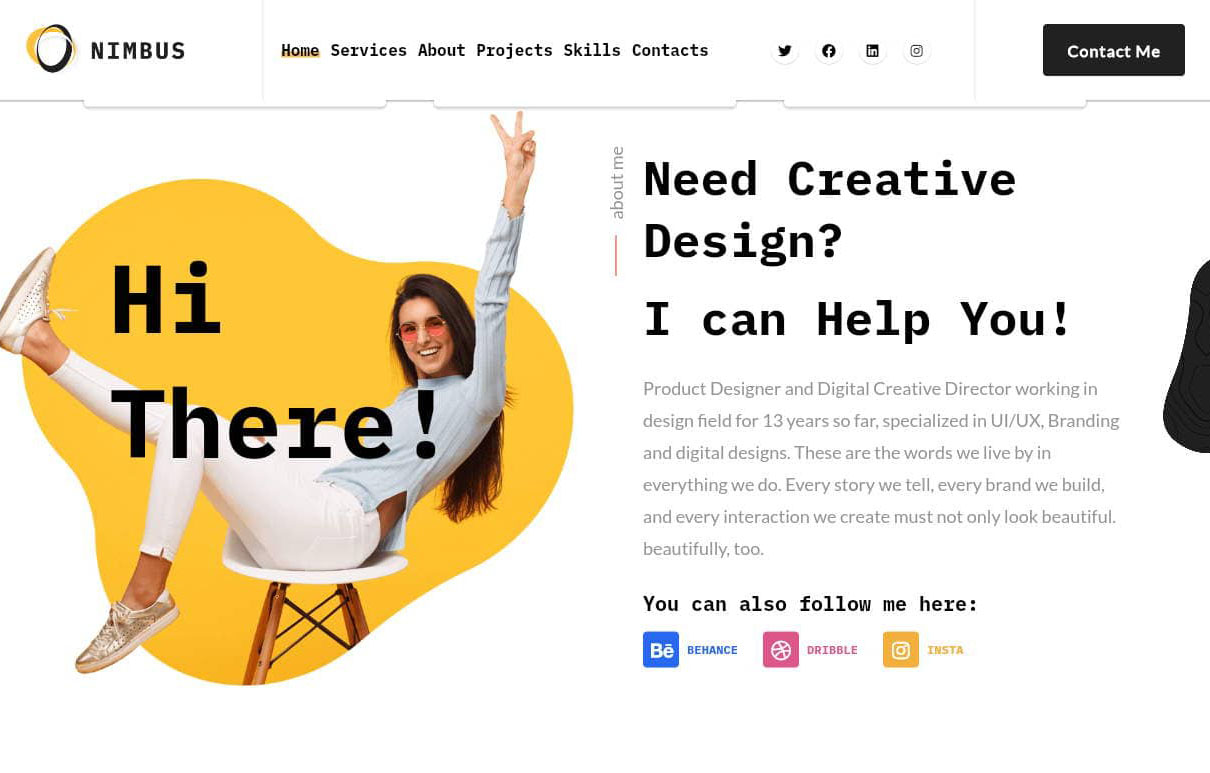 NIMBUS
Home Services About Projects Skills Contacts
Contact Me
Hi
There!
about me
Need Creative
Design?
I can Help You!
Product Designer and Digital Creative Director working in
design field for 13 years so far, specialized in UI/UX, Branding
and digital designs. These are the words we live by in
everything we do. Every story we tell, every brand we build,
and every interaction we create must not only look beautiful.
beautifully, too.
You can also follow me here:
Bē BEHANCE DRIBBLE INSTA